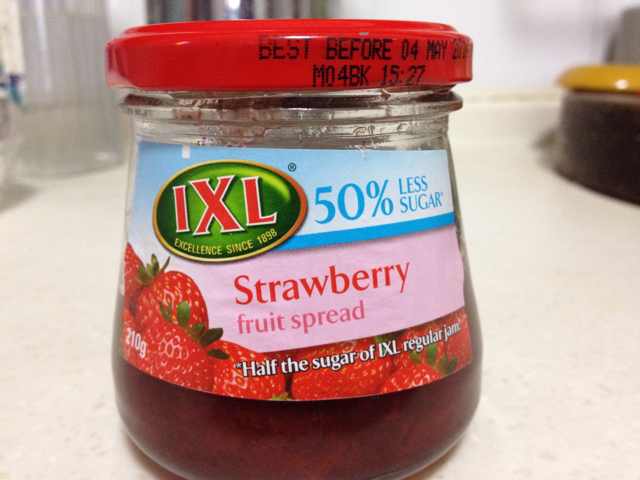 BEST BEFORE 04 MAY
M04BK 15:27
IXL®
EXCELLENCE SINCE 1898
50% LESS SUGAR*
Strawberry
fruit spread
210g
*Half the sugar of IXL regular jam.